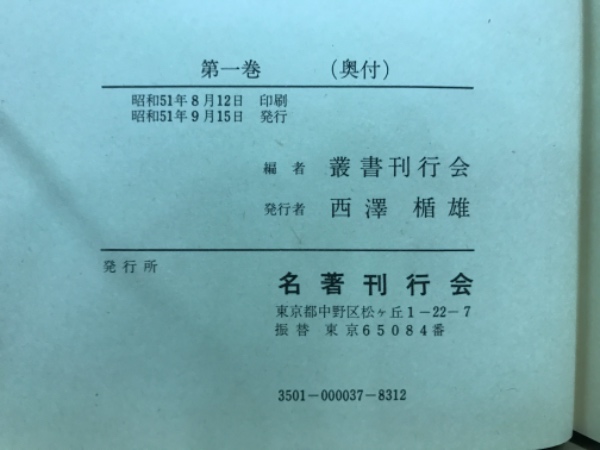 第一巻 （奥付）
昭和51年8月12日 印刷
昭和51年9月15日 発行
編者 叢書刊行会
発行者 西澤楯雄
発行所
名著刊行会
東京都中野区松ヶ丘1-22-7
振替 東京65084番
3501-000037-8312